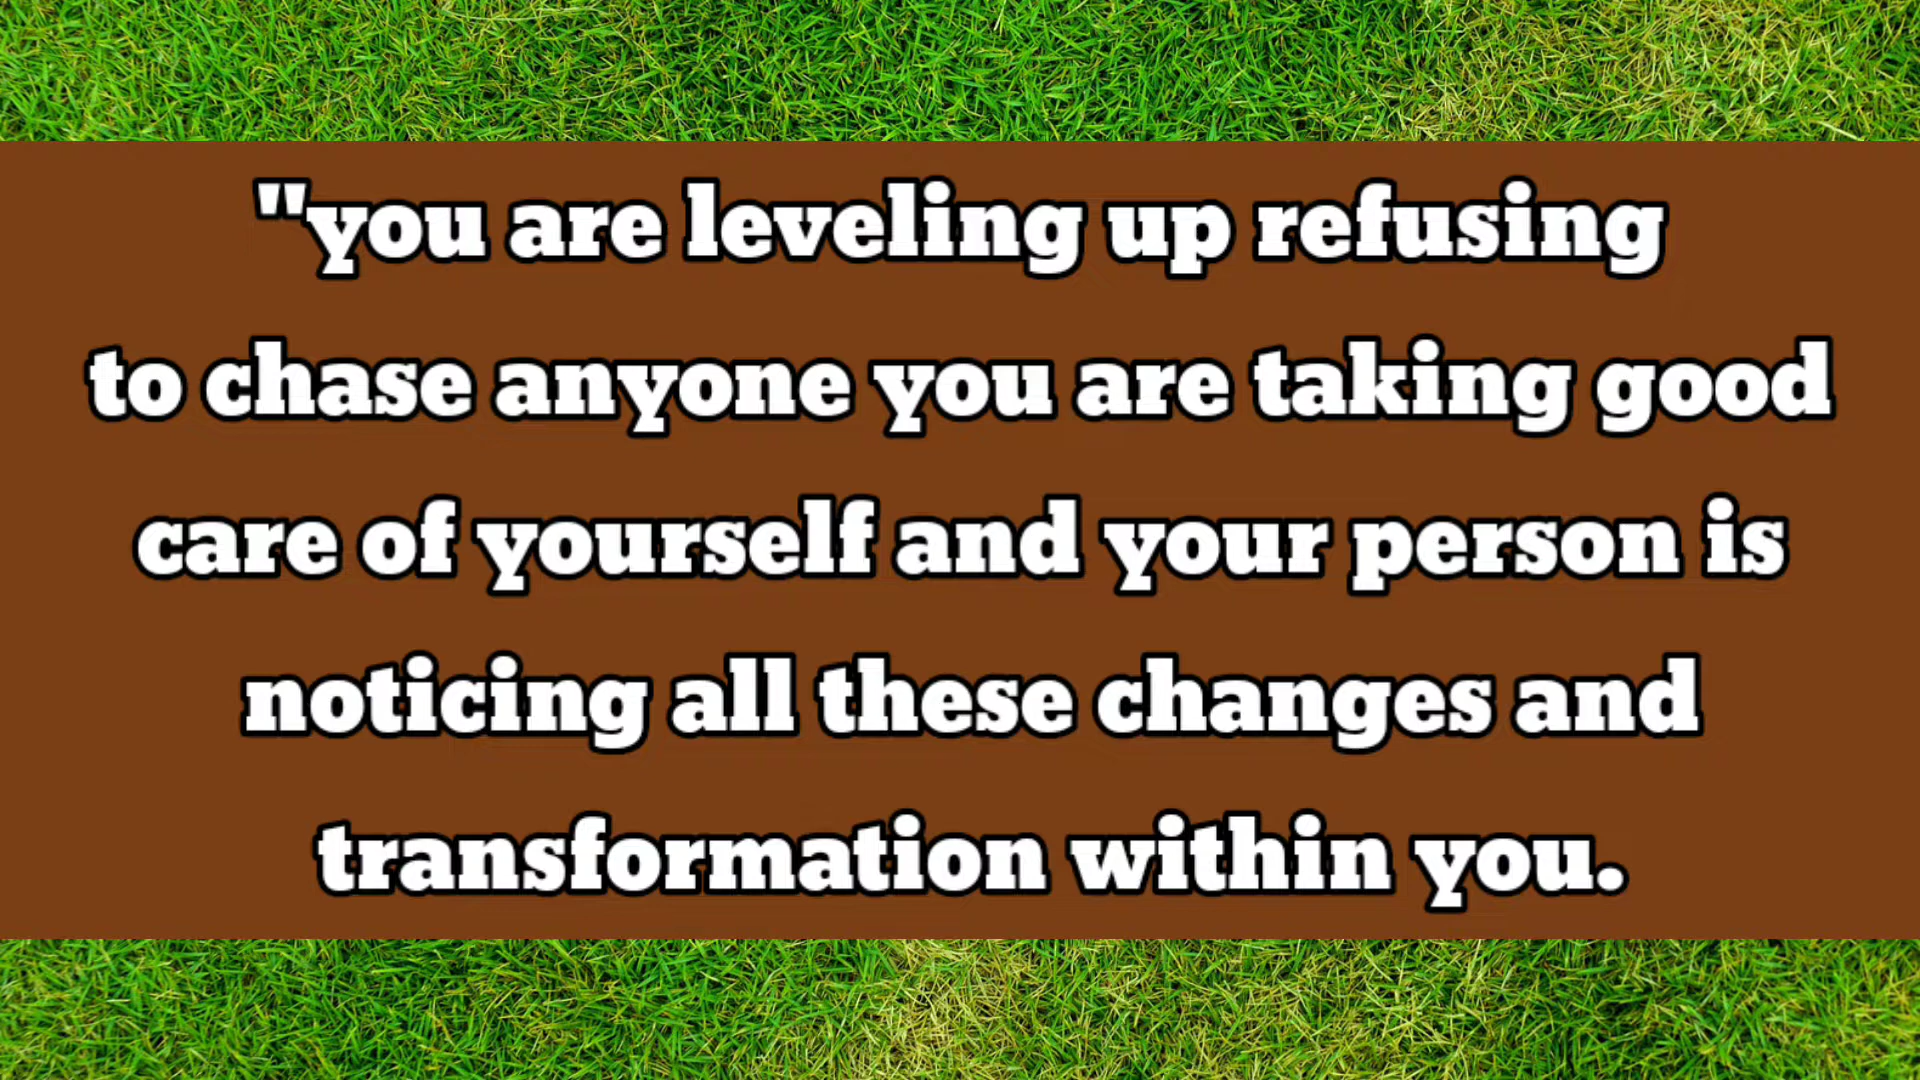 "you are leveling up refusing
to chase anyone you are taking good
care of yourself and your person is
noticing all these changes and
transformation within you.